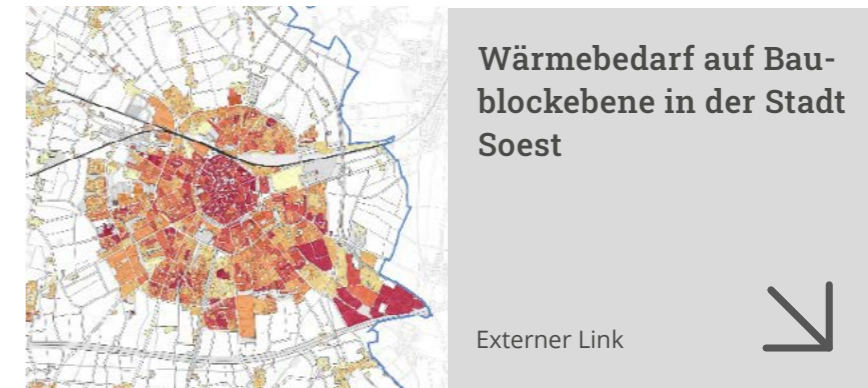 Wärmebedarf auf Bau-
blockebene in der Stadt
Soest
Externer Link